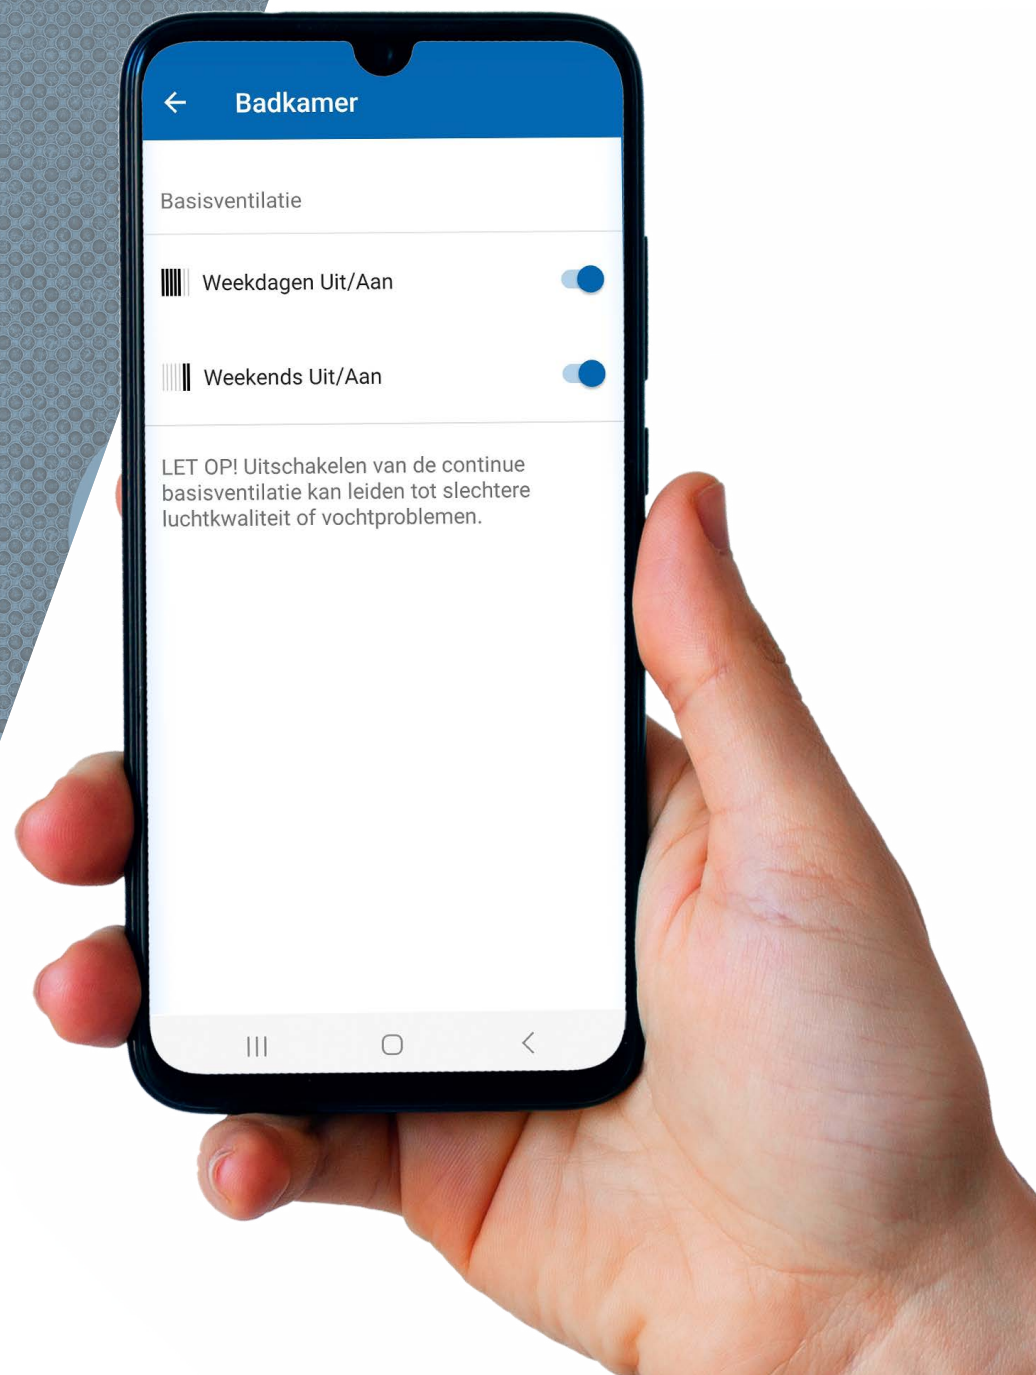 Badkamer
Basisventilatie
Weekdagen Uit/Aan
Weekends Uit/Aan
LET OP! Uitschakelen van de continue
basisventilatie kan leiden tot slechtere
luchtkwaliteit of vochtproblemen.